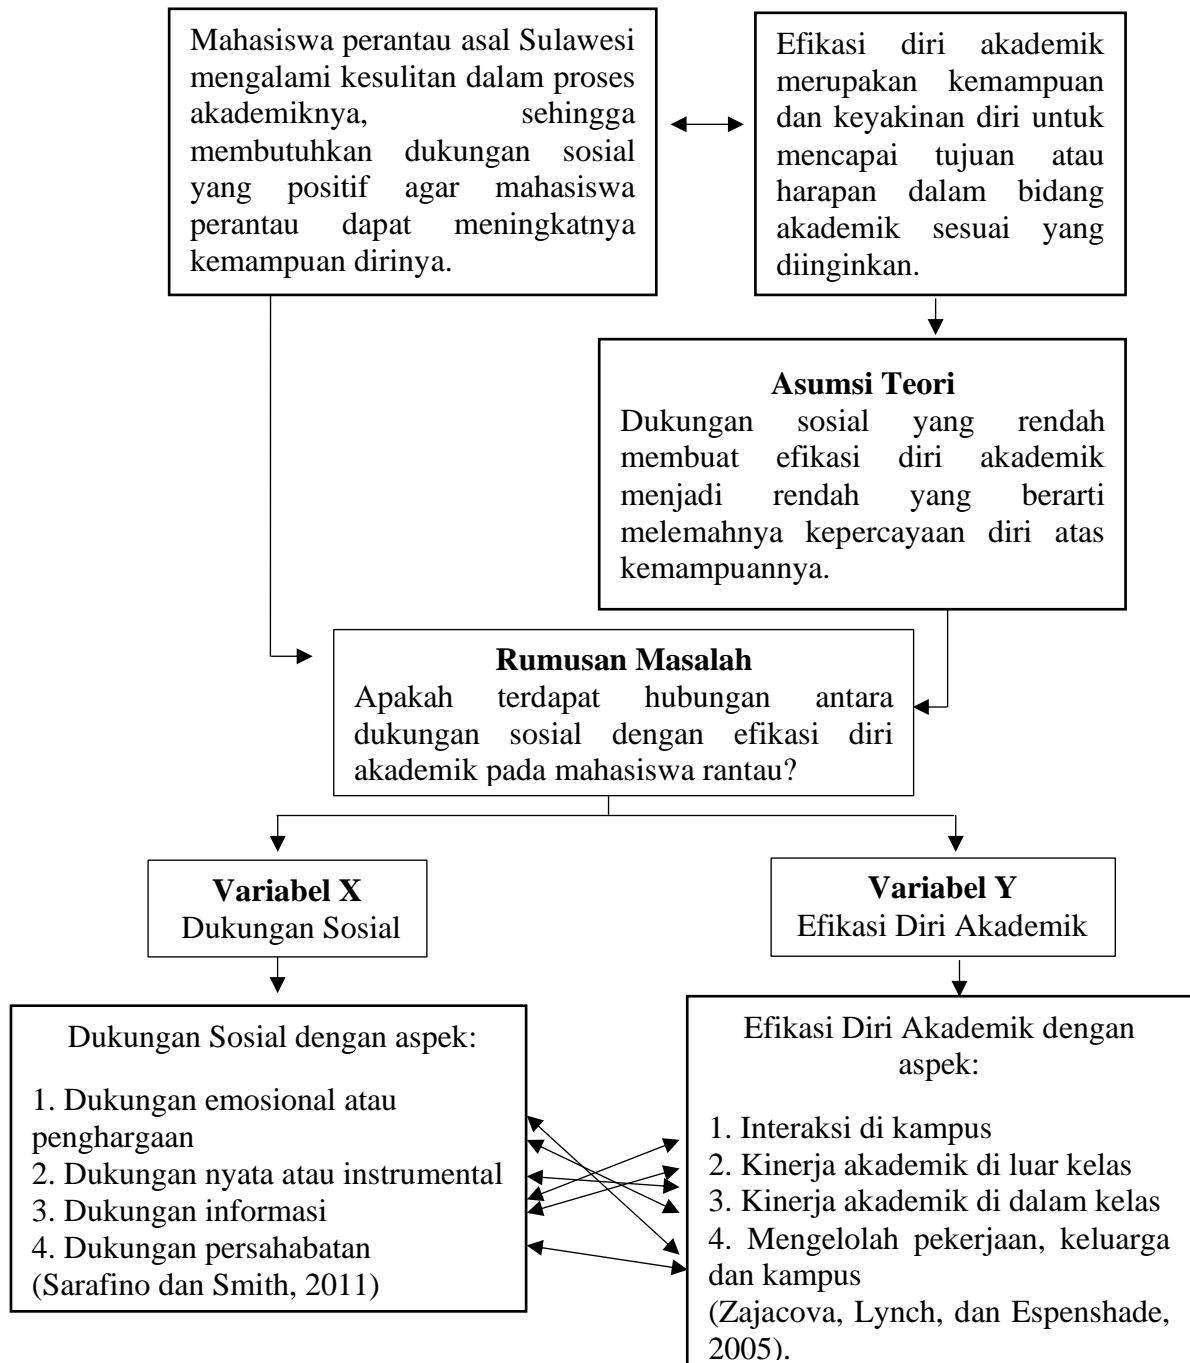 Mahasiswa perantau asal Sulawesi
mengalami kesulitan dalam proses
akademiknya, sehingga
membutuhkan dukungan sosial
yang positif agar mahasiswa
perantau dapat meningkatnya
kemampuan dirinya.
Efikasi diri akademik
merupakan kemampuan
dan keyakinan diri untuk
mencapai tujuan atau
harapan dalam bidang
akademik sesuai yang
diinginkan.
Asumsi Teori
Dukungan sosial yang rendah
membuat efikasi diri akademik
menjadi rendah yang berarti
melemahnya kepercayaan diri atas
kemampuannya.
Rumusan Masalah
Apakah terdapat hubungan antara
dukungan sosial dengan efikasi diri
akademik pada mahasiswa rantau?
Variabel X
Dukungan Sosial
Variabel Y
Efikasi Diri Akademik
Dukungan Sosial dengan aspek:
1. Dukungan emosional atau
penghargaan
2. Dukungan nyata atau instrumental
3. Dukungan informasi
4. Dukungan persahabatan
(Sarafino dan Smith, 2011)
Efikasi Diri Akademik dengan
aspek:
1. Interaksi di kampus
2. Kinerja akademik di luar kelas
3. Kinerja akademik di dalam kelas
4. Mengelolah pekerjaan, keluarga
dan kampus
(Zajacova, Lynch, dan Espenshade,
2005).